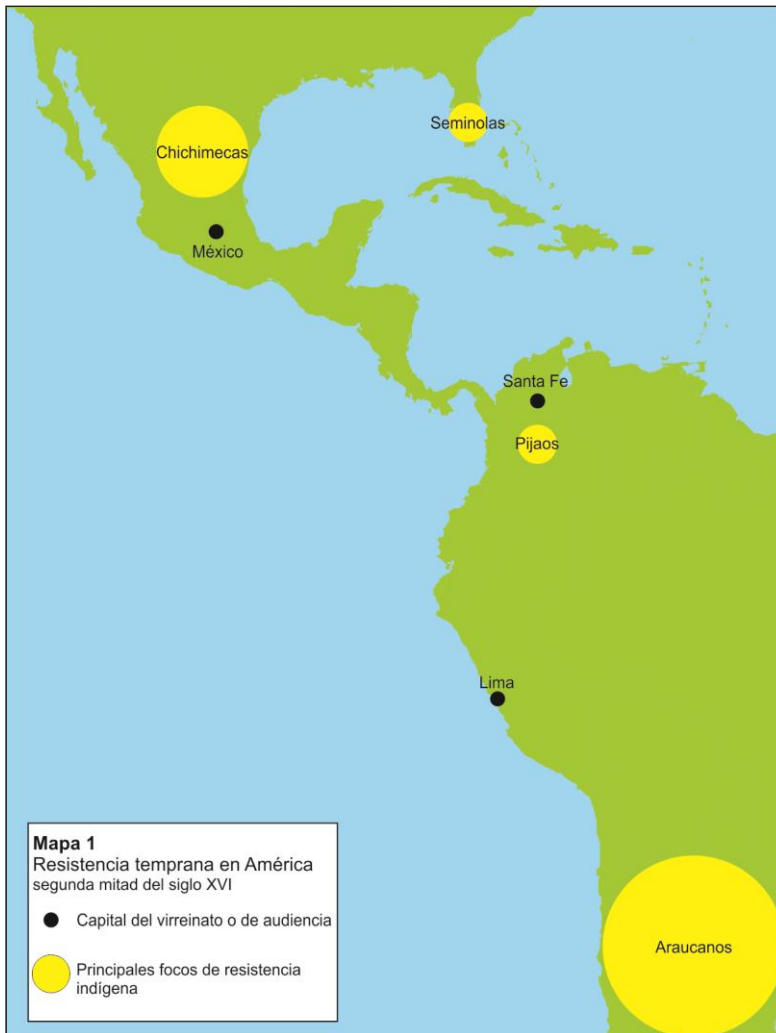 Seminolas
Chichimecas
México
Santa Fe
Pijaos
Lima
Araucanos
Mapa 1
Resistencia temprana en América
segunda mitad del siglo XVI
Capital del virreinato o de audiencia
Principales focos de resistencia
indígena